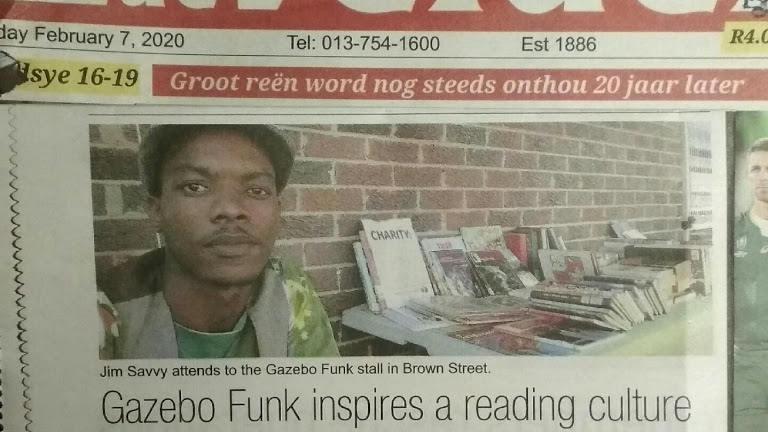 day February 7, 2020 Tel: 013-754-1600 Est 1886 R4.0
dsye 16-19 Groot reën word nog steeds onthou 20 jaar later
CHARITY:
Jim Savvy attends to the Gazebo Funk stall in Brown Street.
Gazebo Funk inspires a reading culture